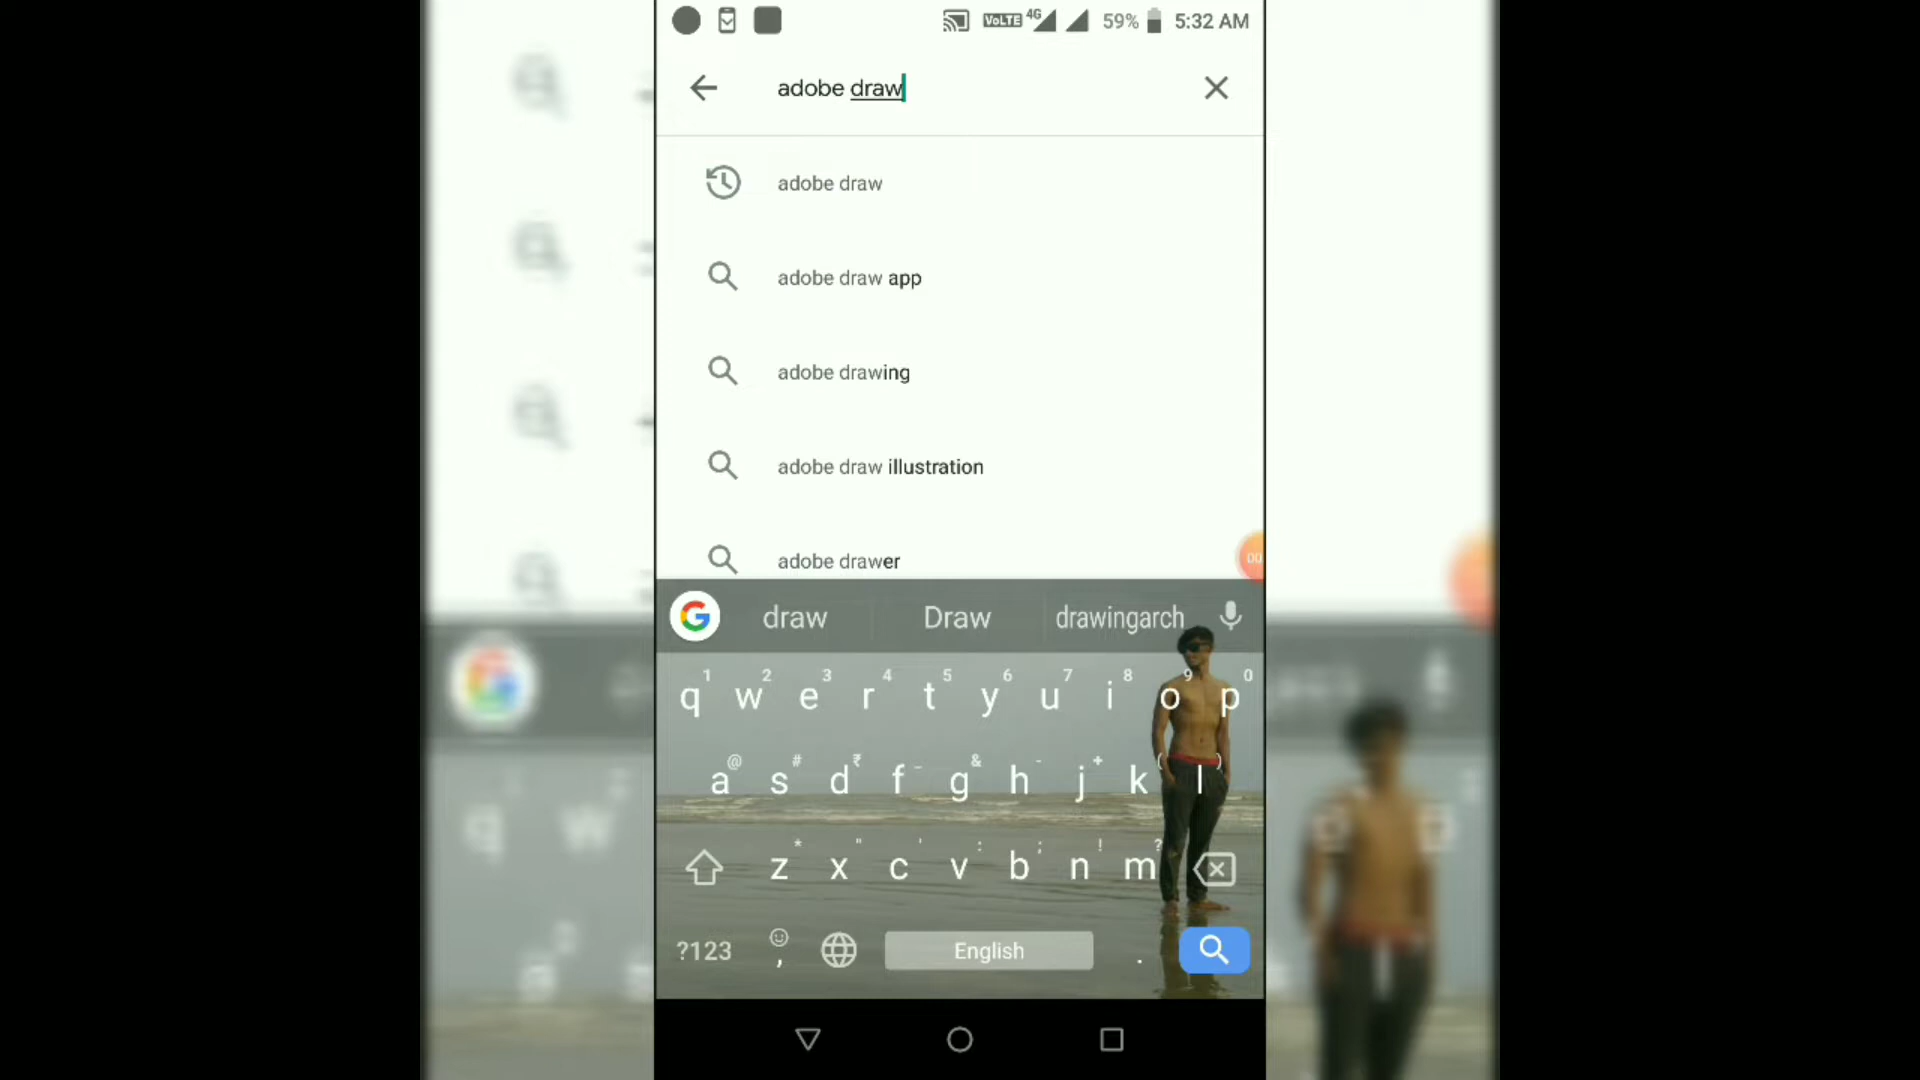 VoLTE 4G 59% 5:32 AM
adobe draw
adobe draw
adobe draw app
adobe drawing
adobe draw illustration
adobe drawer
00
draw Draw drawingarch
1 2 3 4 5 6 7 8 9 0
q w e r t y u i o p
@ # ₹ _ & - + ( )
a s d f g h j k l
* " ' : ; ! ?
z x c v b n m
?123 , English .